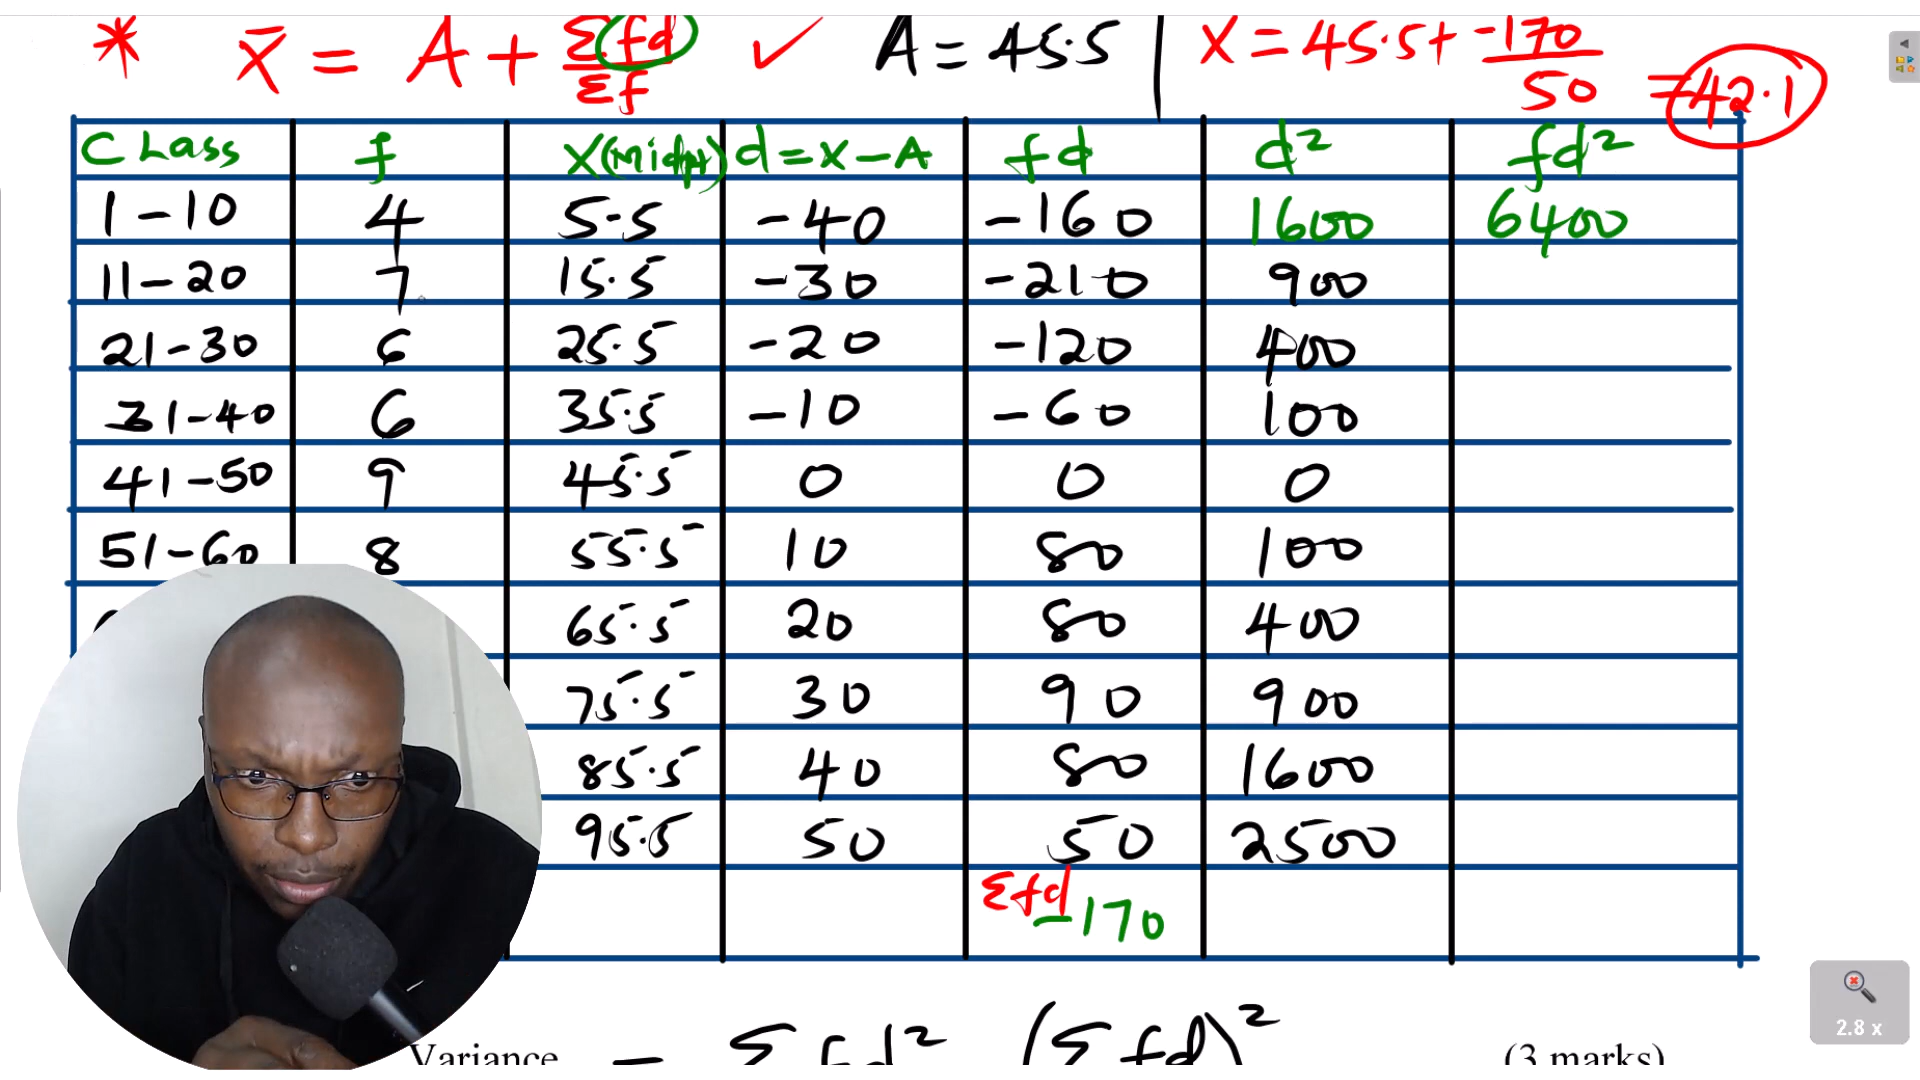 * x̄ = A + Σfd/Σf ✓ A = 45.5 | X = 45.5 + -170/50 = 42.1
CLass f X(midpt) d=X-A fd d² fd²
1-10 4 5.5 -40 -160 1600 6400
11-20 7 15.5 -30 -210 900
21-30 6 25.5 -20 -120 400
31-40 6 35.5 -10 -60 100
41-50 9 45.5 0 0 0
51-60 8 55.5 10 80 100
65.5 20 80 400
75.5 30 90 900
85.5 40 80 1600
95.5 50 50 2500
Σfd -170
Variance = Σfd² (Σfd)² (3 marks)
2.8 x